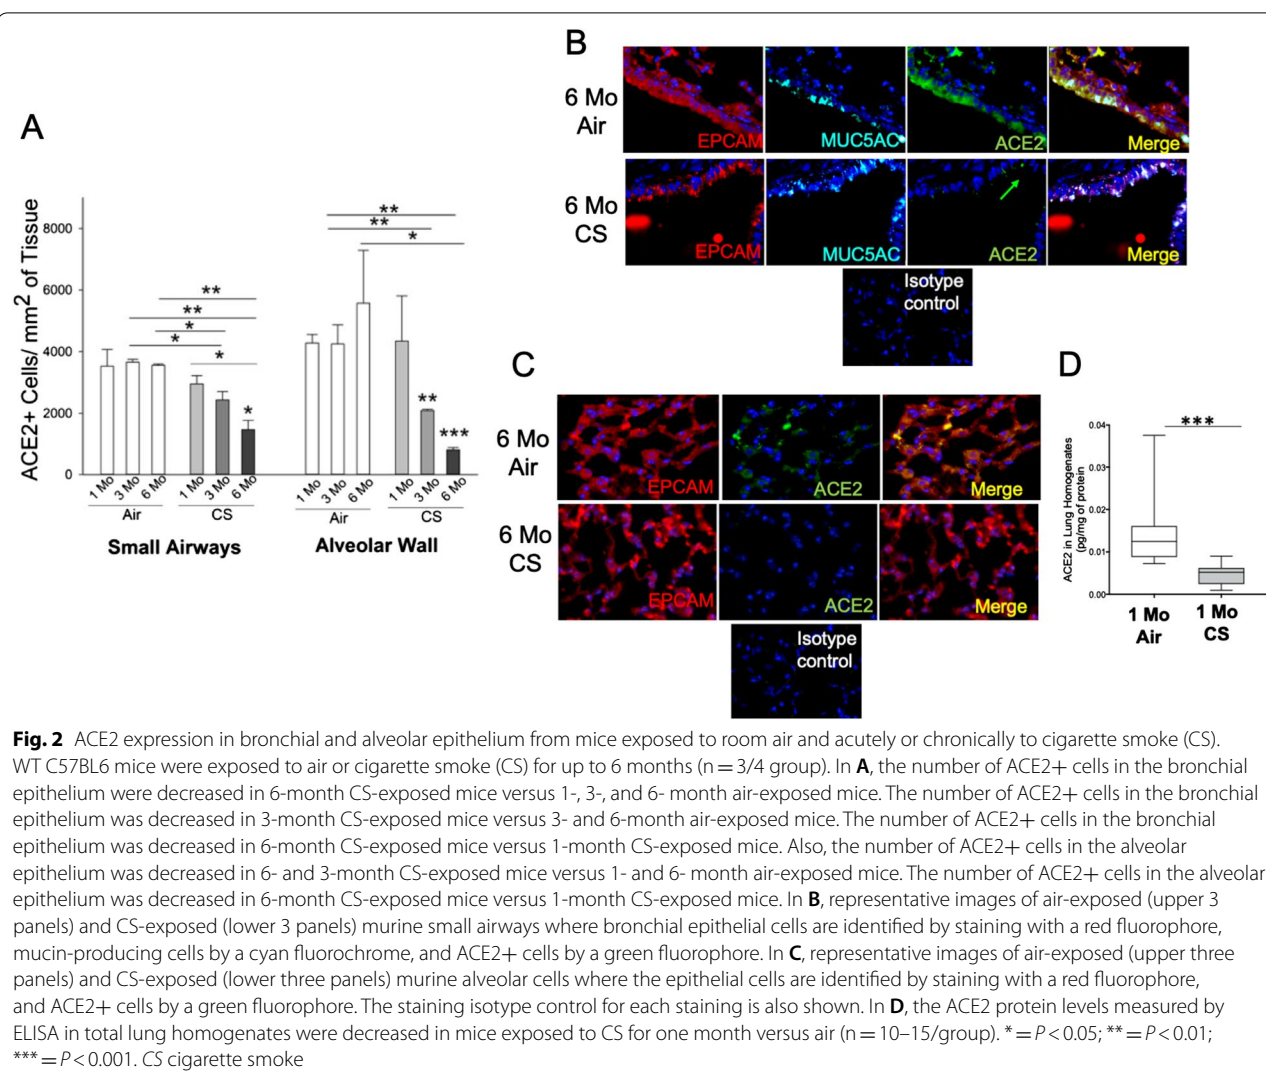 A
ACE2+ Cells/ mm2 of Tissue
8000
6000
4000
2000
0
** ** * * * *
** ** * ** ***
1 Mo 3 Mo 6 Mo 1 Mo 3 Mo 6 Mo 1 Mo 3 Mo 6 Mo 1 Mo 3 Mo 6 Mo
Air CS Air CS
Small Airways Alveolar Wall
B
6 Mo Air
EPCAM MUC5AC ACE2 Merge
6 Mo CS
EPCAM MUC5AC ACE2 Merge
Isotype
control
C
6 Mo Air
EPCAM ACE2 Merge
6 Mo CS
EPCAM ACE2 Merge
Isotype
control
D
ACE2 in Lung Homogenates
(pg/mg of protein)
0.04
0.03
0.02
0.01
0.00
***
1 Mo 1 Mo
Air CS
Fig. 2 ACE2 expression in bronchial and alveolar epithelium from mice exposed to room air and acutely or chronically to cigarette smoke (CS).
WT C57BL6 mice were exposed to air or cigarette smoke (CS) for up to 6 months (n = 3/4 group). In A, the number of ACE2+ cells in the bronchial
epithelium were decreased in 6-month CS-exposed mice versus 1-, 3-, and 6- month air-exposed mice. The number of ACE2+ cells in the bronchial
epithelium was decreased in 3-month CS-exposed mice versus 3- and 6-month air-exposed mice. The number of ACE2+ cells in the bronchial
epithelium was decreased in 6-month CS-exposed mice versus 1-month CS-exposed mice. Also, the number of ACE2+ cells in the alveolar
epithelium was decreased in 6- and 3-month CS-exposed mice versus 1- and 6- month air-exposed mice. The number of ACE2+ cells in the alveolar
epithelium was decreased in 6-month CS-exposed mice versus 1-month CS-exposed mice. In B, representative images of air-exposed (upper 3
panels) and CS-exposed (lower 3 panels) murine small airways where bronchial epithelial cells are identified by staining with a red fluorophore,
mucin-producing cells by a cyan fluorochrome, and ACE2+ cells by a green fluorophore. In C, representative images of air-exposed (upper three
panels) and CS-exposed (lower three panels) murine alveolar cells where the epithelial cells are identified by staining with a red fluorophore,
and ACE2+ cells by a green fluorophore. The staining isotype control for each staining is also shown. In D, the ACE2 protein levels measured by
ELISA in total lung homogenates were decreased in mice exposed to CS for one month versus air (n = 10–15/group). * = P < 0.05; ** = P < 0.01;
*** = P < 0.001. CS cigarette smoke